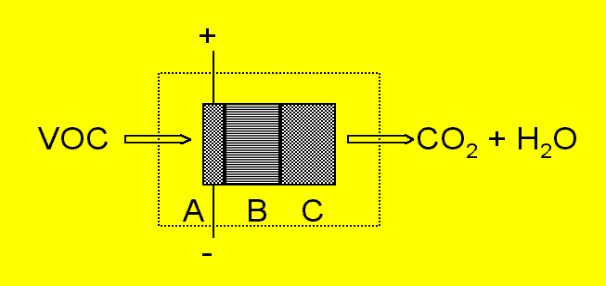 +
VOC
CO₂ + H₂O
A B C
-